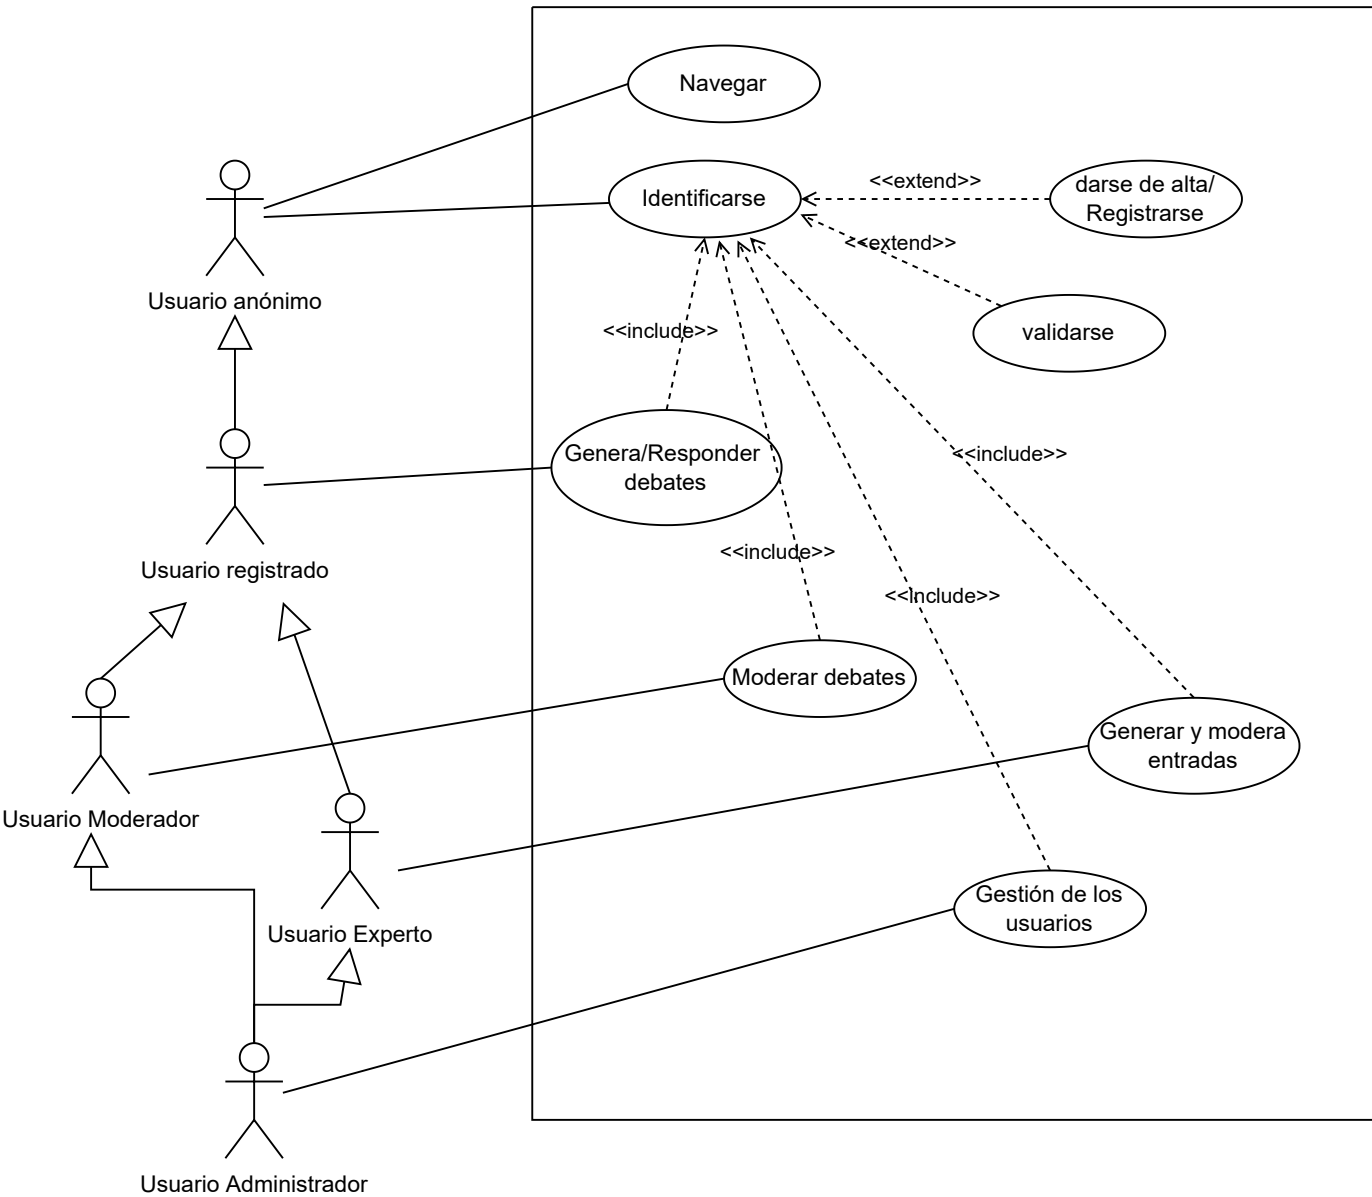 Navegar
Identificarse
<<extend>>
darse de alta/
Registrarse
<<extend>>
Usuario anónimo
<<include>>
validarse
Genera/Responder
debates
<<include>>
<<include>>
Usuario registrado
<<Include>>
Moderar debates
Generar y modera
entradas
Usuario Moderador
Gestión de los
usuarios
Usuario Experto
Usuario Administrador